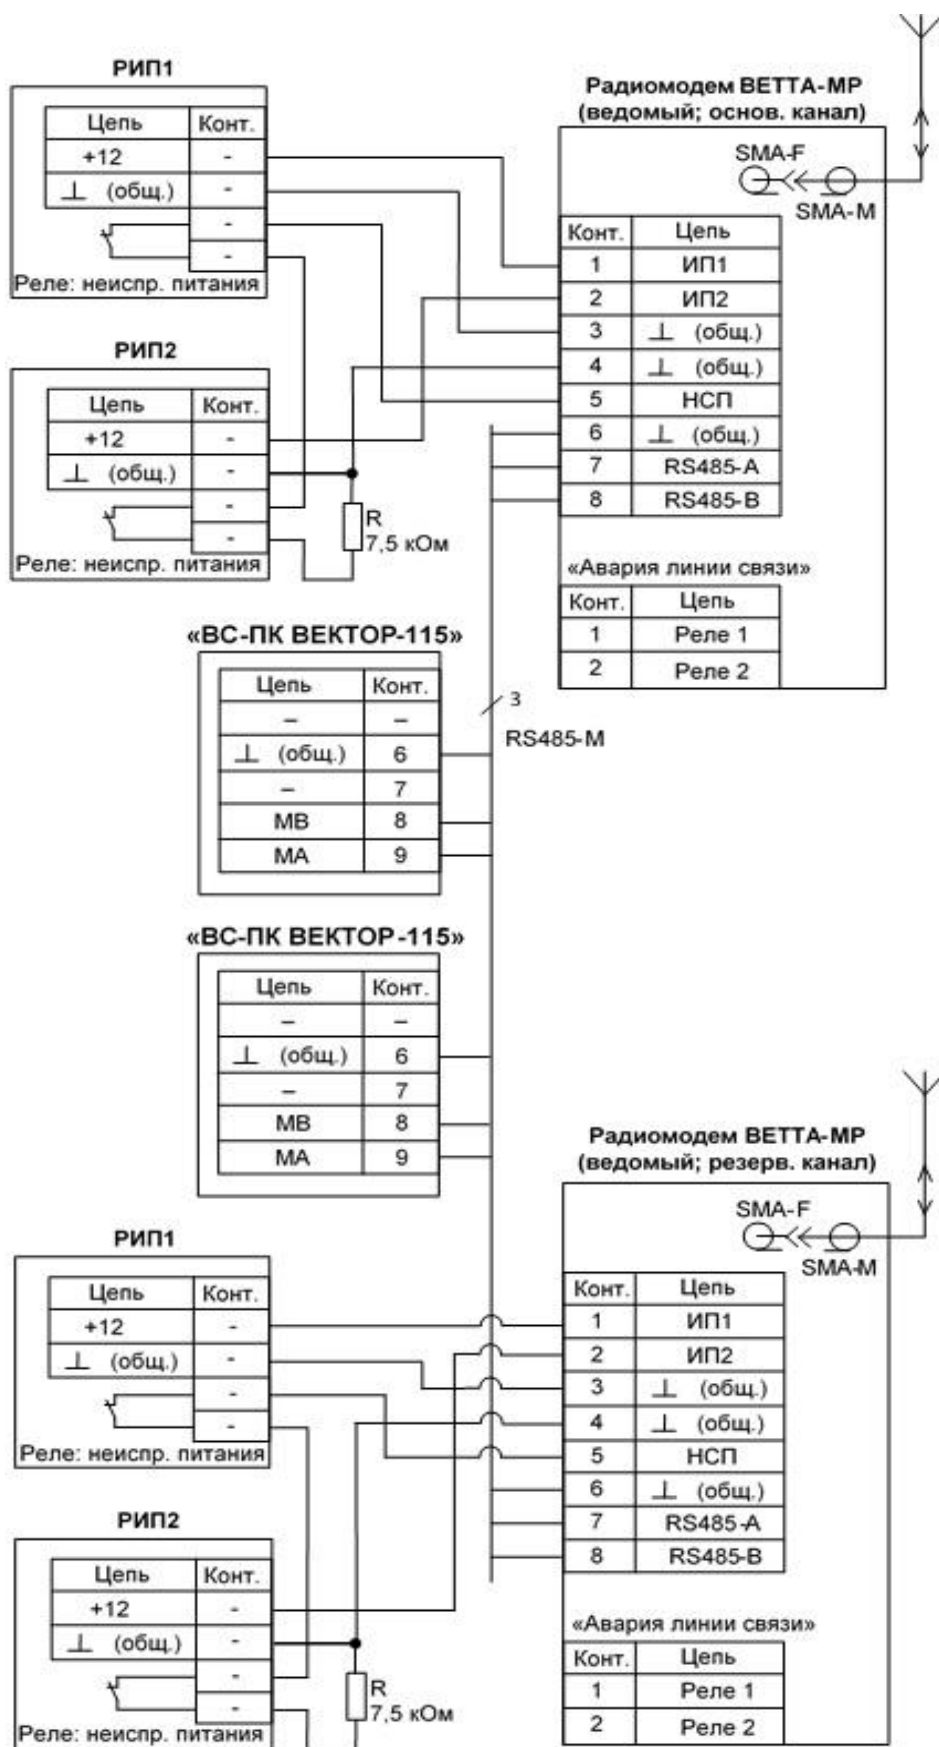 РИП1
Цепь Конт.
+12 -
⊥ (общ.) -
-
-
Реле: неиспр. питания
Радиомодем ВЕТТА-МР
(ведомый; основ. канал)
SMA-F
SMA-M
Конт. Цепь
1 ИП1
2 ИП2
3 ⊥ (общ.)
4 ⊥ (общ.)
5 НСП
6 ⊥ (общ.)
7 RS485-A
8 RS485-B
«Авария линии связи»
Конт. Цепь
1 Реле 1
2 Реле 2
РИП2
Цепь Конт.
+12 -
⊥ (общ.) -
-
-
Реле: неиспр. питания
R
7,5 кОм
«ВС-ПК ВЕКТОР-115»
Цепь Конт.
– –
⊥ (общ.) 6
– 7
МВ 8
МА 9
3
RS485-M
«ВС-ПК ВЕКТОР-115»
Цепь Конт.
– –
⊥ (общ.) 6
– 7
МВ 8
МА 9
Радиомодем ВЕТТА-МР
(ведомый; резерв. канал)
SMA-F
SMA-M
Конт. Цепь
1 ИП1
2 ИП2
3 ⊥ (общ.)
4 ⊥ (общ.)
5 НСП
6 ⊥ (общ.)
7 RS485-A
8 RS485-B
«Авария линии связи»
Конт. Цепь
1 Реле 1
2 Реле 2
РИП1
Цепь Конт.
+12 -
⊥ (общ.) -
-
-
Реле: неиспр. питания
РИП2
Цепь Конт.
+12 -
⊥ (общ.) -
-
-
Реле: неиспр. питания
R
7,5 кОм